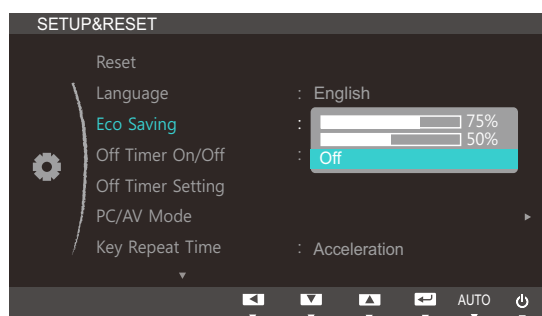 SETUP&RESET
Reset
Language : English
Eco Saving : 75%
50%
Off Timer On/Off : Off
Off Timer Setting
PC/AV Mode
Key Repeat Time : Acceleration
AUTO